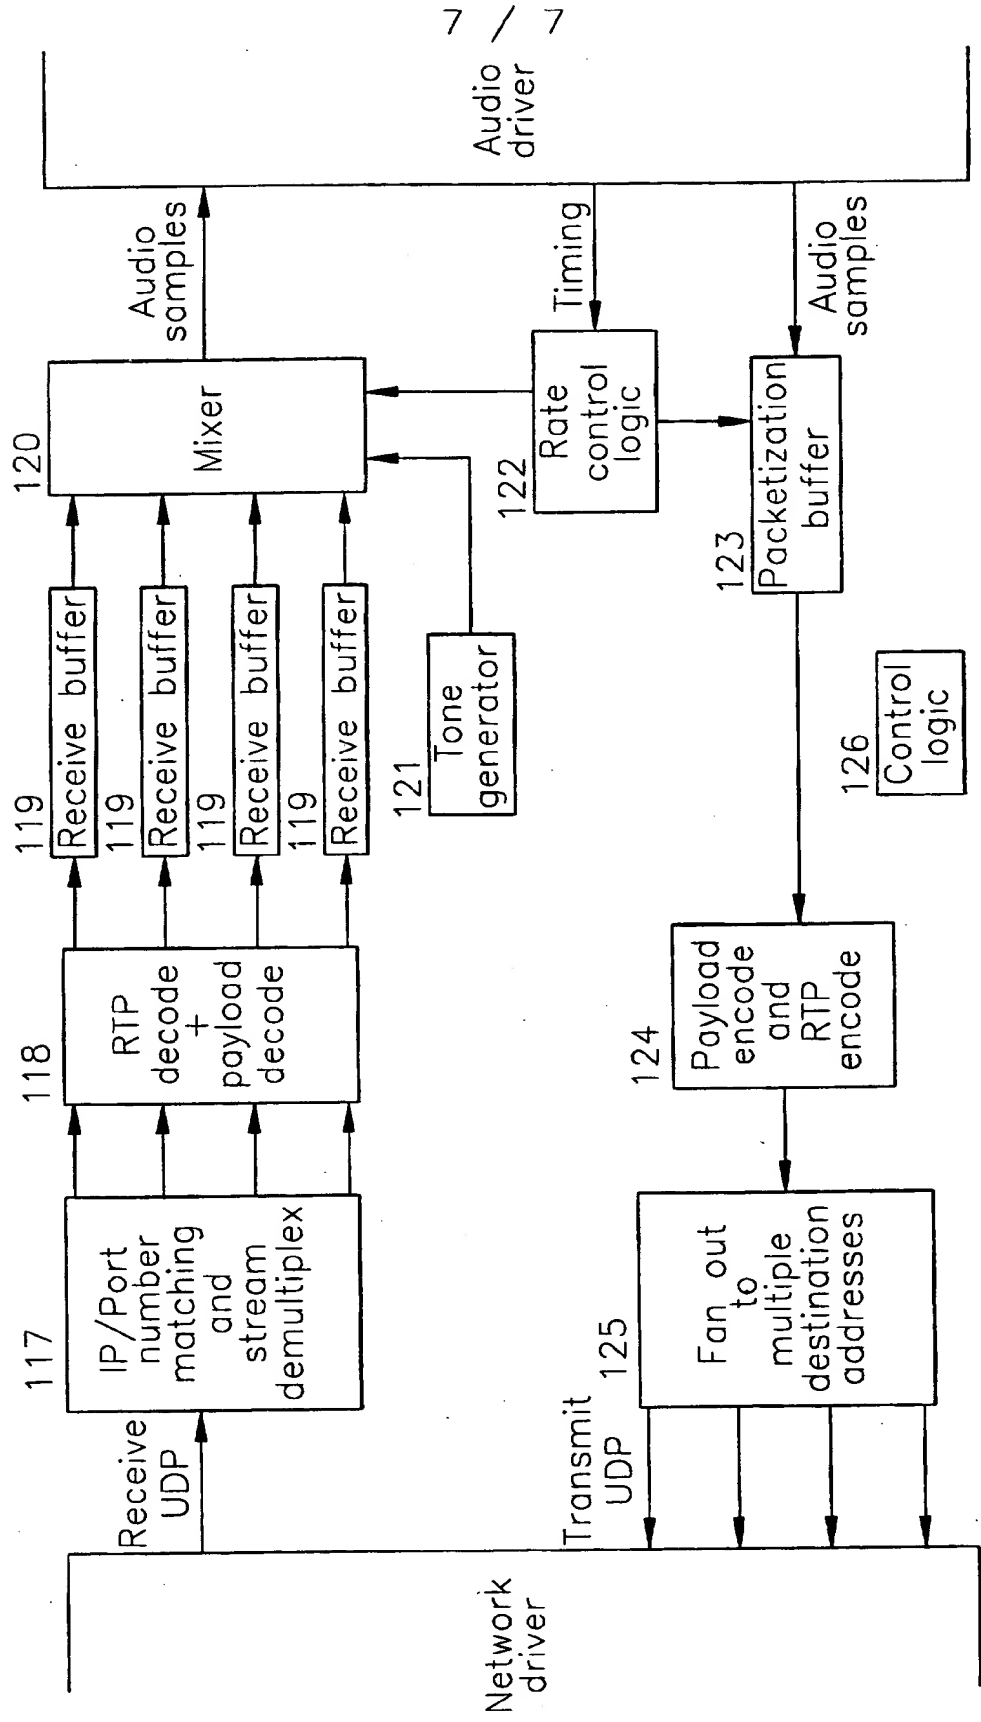 7 / 7
Network
driver
Receive
UDP
117
IP/Port
number
matching
and
stream
demultiplex
118
RTP
decode
+
payload
decode
119
Receive buffer
119
Receive buffer
119
Receive buffer
119
Receive buffer
120
Mixer
Audio
samples
Audio
driver
121
Tone
generator
122
Rate
control
logic
Timing
123
Packetization
buffer
Audio
samples
124
Payload
encode
and
RTP
encode
125
Fan out
to
multiple
destination
addresses
Transmit
UDP
126
Control
logic